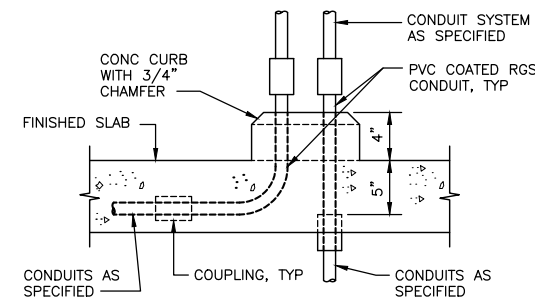 CONDUIT SYSTEM
AS SPECIFIED
CONC CURB
WITH 3/4"
CHAMFER
PVC COATED RGS
CONDUIT, TYP
FINISHED SLAB
4"
5"
CONDUITS AS
SPECIFIED
COUPLING, TYP
CONDUITS AS
SPECIFIED